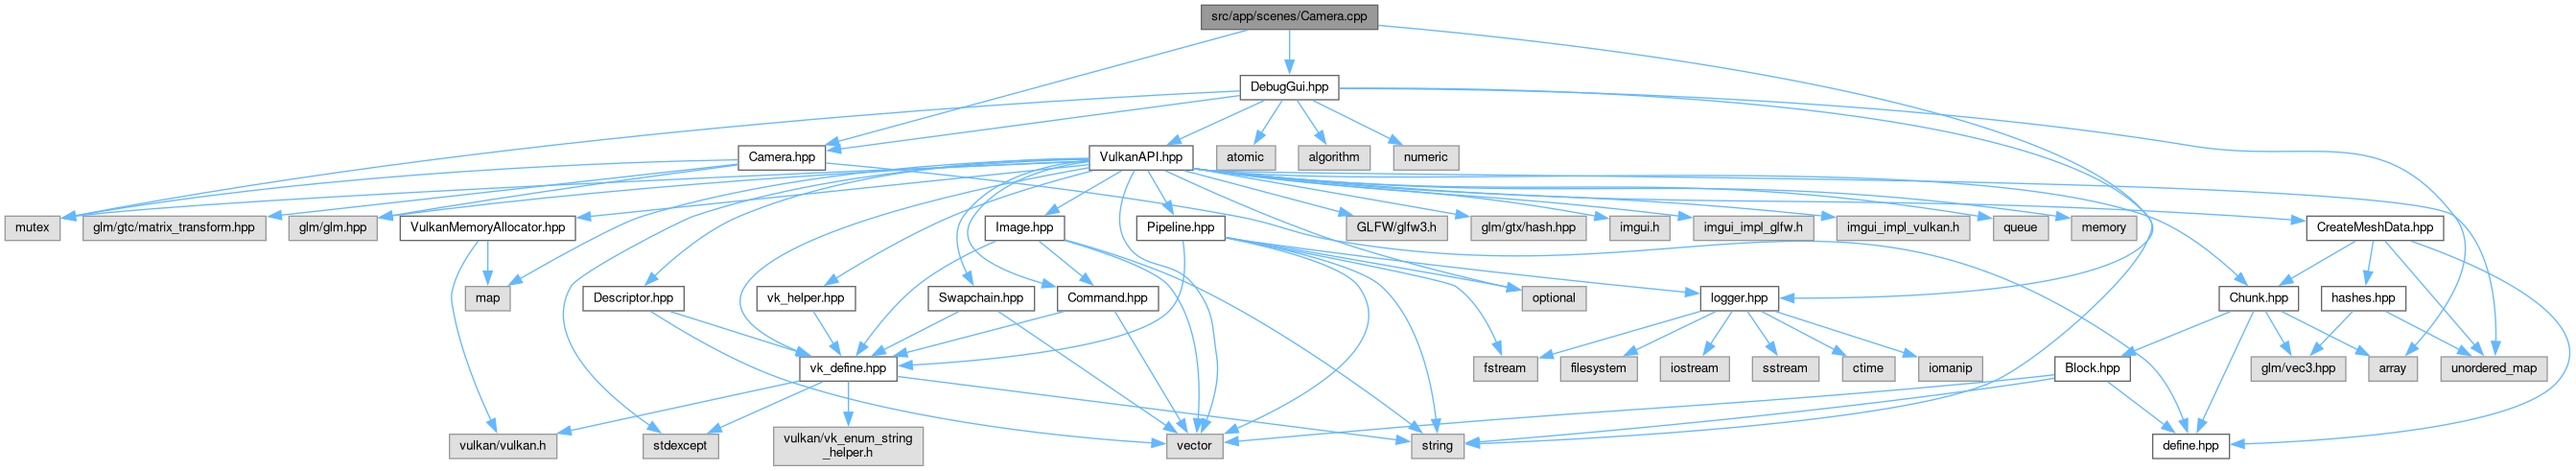 src/app/scenes/Camera.cpp
DebugGui.hpp
Camera.hpp
VulkanAPI.hpp
atomic
algorithm
numeric
mutex
glm/gtc/matrix_transform.hpp
glm/glm.hpp
VulkanMemoryAllocator.hpp
Image.hpp
Pipeline.hpp
GLFW/glfw3.h
glm/gtx/hash.hpp
imgui.h
imgui_impl_glfw.h
imgui_impl_vulkan.h
queue
memory
CreateMeshData.hpp
map
Descriptor.hpp
vk_helper.hpp
Swapchain.hpp
Command.hpp
optional
logger.hpp
Chunk.hpp
hashes.hpp
vk_define.hpp
fstream
filesystem
iostream
sstream
ctime
iomanip
Block.hpp
glm/vec3.hpp
array
unordered_map
vulkan/vulkan.h
stdexcept
vulkan/vk_enum_string
_helper.h
vector
string
define.hpp